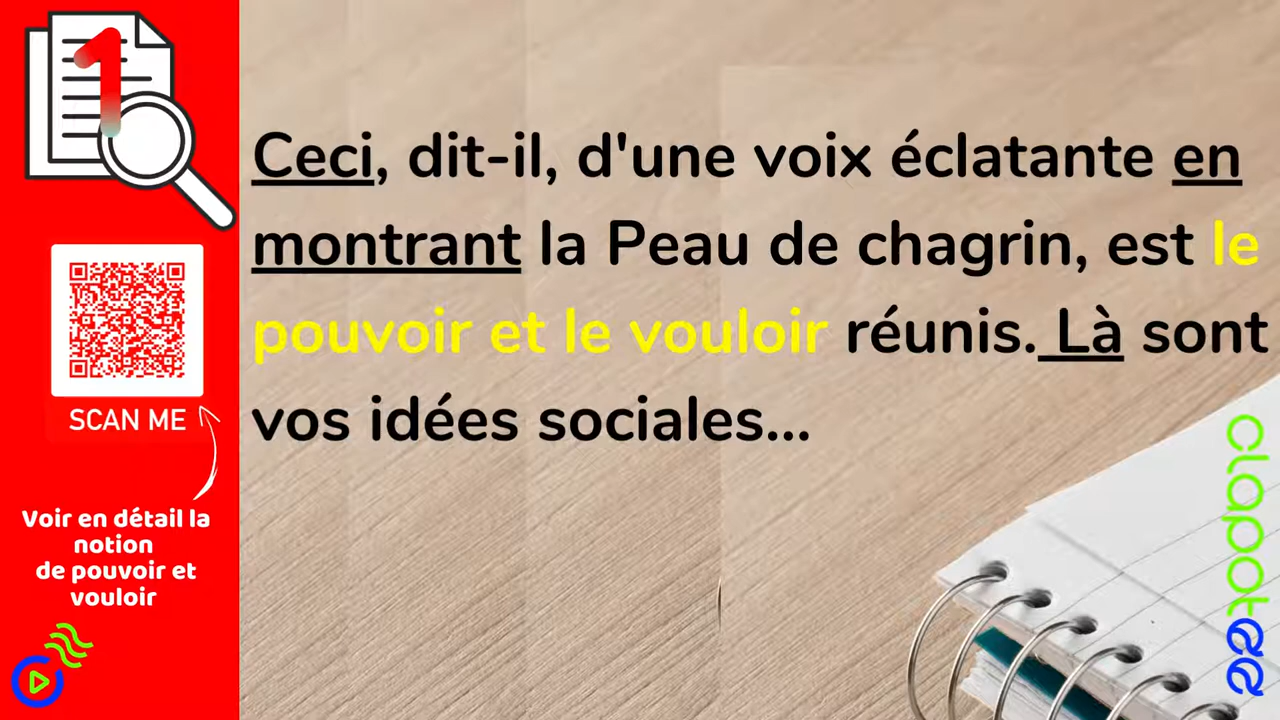 1
Ceci, dit-il, d'une voix éclatante en
montrant la Peau de chagrin, est le
pouvoir et le vouloir réunis. Là sont
vos idées sociales...
SCAN ME
Voir en détail la
notion
de pouvoir et
vouloir
clapotee